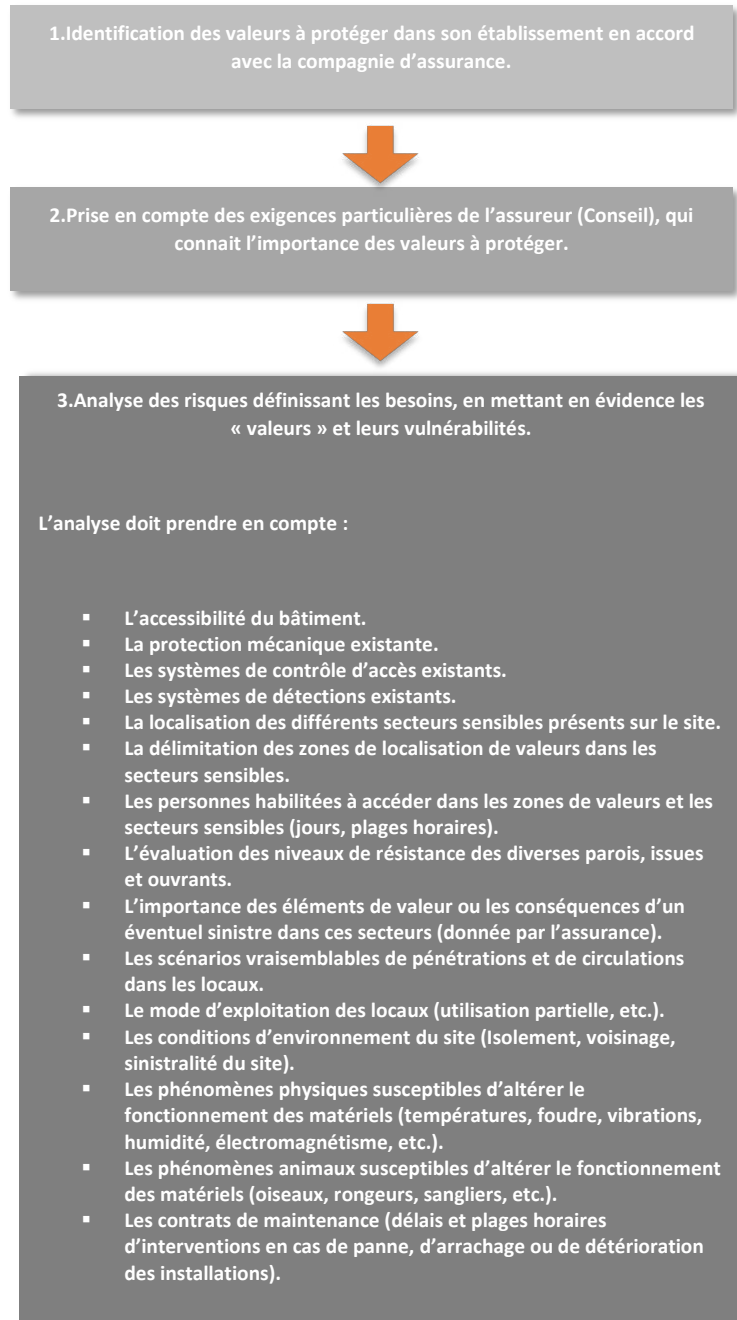 1.Identification des valeurs à protéger dans son établissement en accord
avec la compagnie d’assurance.
2.Prise en compte des exigences particulières de l’assureur (Conseil), qui
connait l’importance des valeurs à protéger.
3.Analyse des risques définissant les besoins, en mettant en évidence les
« valeurs » et leurs vulnérabilités.
L’analyse doit prendre en compte :
▪ L’accessibilité du bâtiment.
▪ La protection mécanique existante.
▪ Les systèmes de contrôle d’accès existants.
▪ Les systèmes de détections existants.
▪ La localisation des différents secteurs sensibles présents sur le site.
▪ La délimitation des zones de localisation de valeurs dans les
secteurs sensibles.
▪ Les personnes habilitées à accéder dans les zones de valeurs et les
secteurs sensibles (jours, plages horaires).
▪ L’évaluation des niveaux de résistance des diverses parois, issues
et ouvrants.
▪ L’importance des éléments de valeur ou les conséquences d’un
éventuel sinistre dans ces secteurs (donnée par l’assurance).
▪ Les scénarios vraisemblables de pénétrations et de circulations
dans les locaux.
▪ Le mode d’exploitation des locaux (utilisation partielle, etc.).
▪ Les conditions d’environnement du site (Isolement, voisinage,
sinistralité du site).
▪ Les phénomènes physiques susceptibles d’altérer le
fonctionnement des matériels (températures, foudre, vibrations,
humidité, électromagnétisme, etc.).
▪ Les phénomènes animaux susceptibles d’altérer le fonctionnement
des matériels (oiseaux, rongeurs, sangliers, etc.).
▪ Les contrats de maintenance (délais et plages horaires
d’interventions en cas de panne, d’arrachage ou de détérioration
des installations).